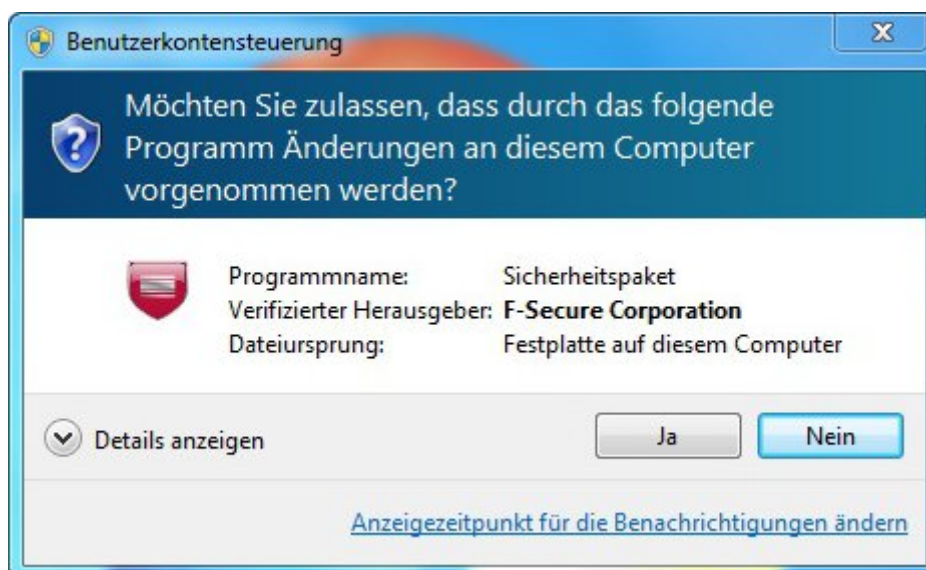 Benutzerkontensteuerung
Möchten Sie zulassen, dass durch das folgende
Programm Änderungen an diesem Computer
vorgenommen werden?
Programmname: Sicherheitspaket
Verifizierter Herausgeber: F-Secure Corporation
Dateiursprung: Festplatte auf diesem Computer
Details anzeigen Ja Nein
Anzeigezeitpunkt für die Benachrichtigungen ändern